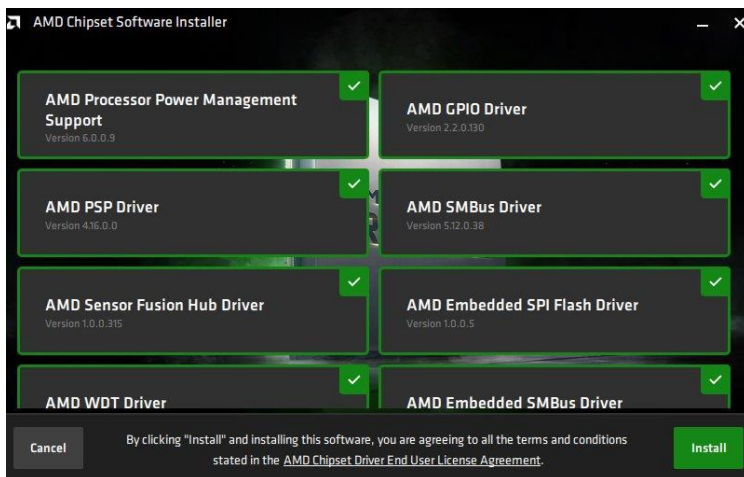 AMD Chipset Software Installer
AMD Processor Power Management
Support
Version 6.0.0.9
AMD GPIO Driver
Version 2.2.0.130
AMD PSP Driver
Version 4.16.0.0
AMD SMBus Driver
Version 5.12.0.38
AMD Sensor Fusion Hub Driver
Version 1.0.0.315
AMD Embedded SPI Flash Driver
Version 1.0.0.5
AMD WDT Driver
AMD Embedded SMBus Driver
Cancel
By clicking "Install" and installing this software, you are agreeing to all the terms and conditions
stated in the AMD Chipset Driver End User License Agreement.
Install